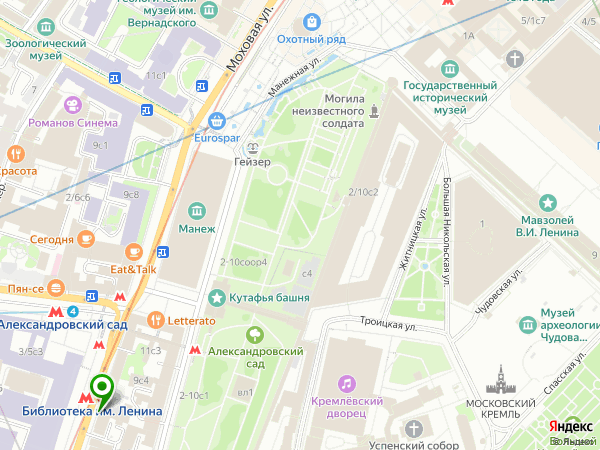 Геологический
музей им.
Вернадского
5/1с7
4/5
1А
Охотный ряд
Зоологический
музей
11с1
Моховая ул.
Манежная ул.
Государственный
исторический
музей
Романов Синема
Могила
неизвестного
солдата
Eurospar
9с1
Гейзер
Красота
2/6с6
9с8
2/10с2
Большая Никольская ул.
Житницкая ул.
1
Мавзолей
В.И. Ленина
Манеж
Сегодня
Eat&Talk
2-10соор4
с4
Чудовская ул.
Пян-се
Кутафья башня
4
Александровский сад
Letterato
Троицкая ул.
Музей
археологии
Чудова...
3/5с3
11с3
Александровский
сад
9с4
2-10с1
вл1
Кремлёвский
дворец
МОСКОВСКИЙ
КРЕМЛЬ
Спасская ул.
Библиотека им. Ленина
Успенский собор
Яндекс
© Яндекс